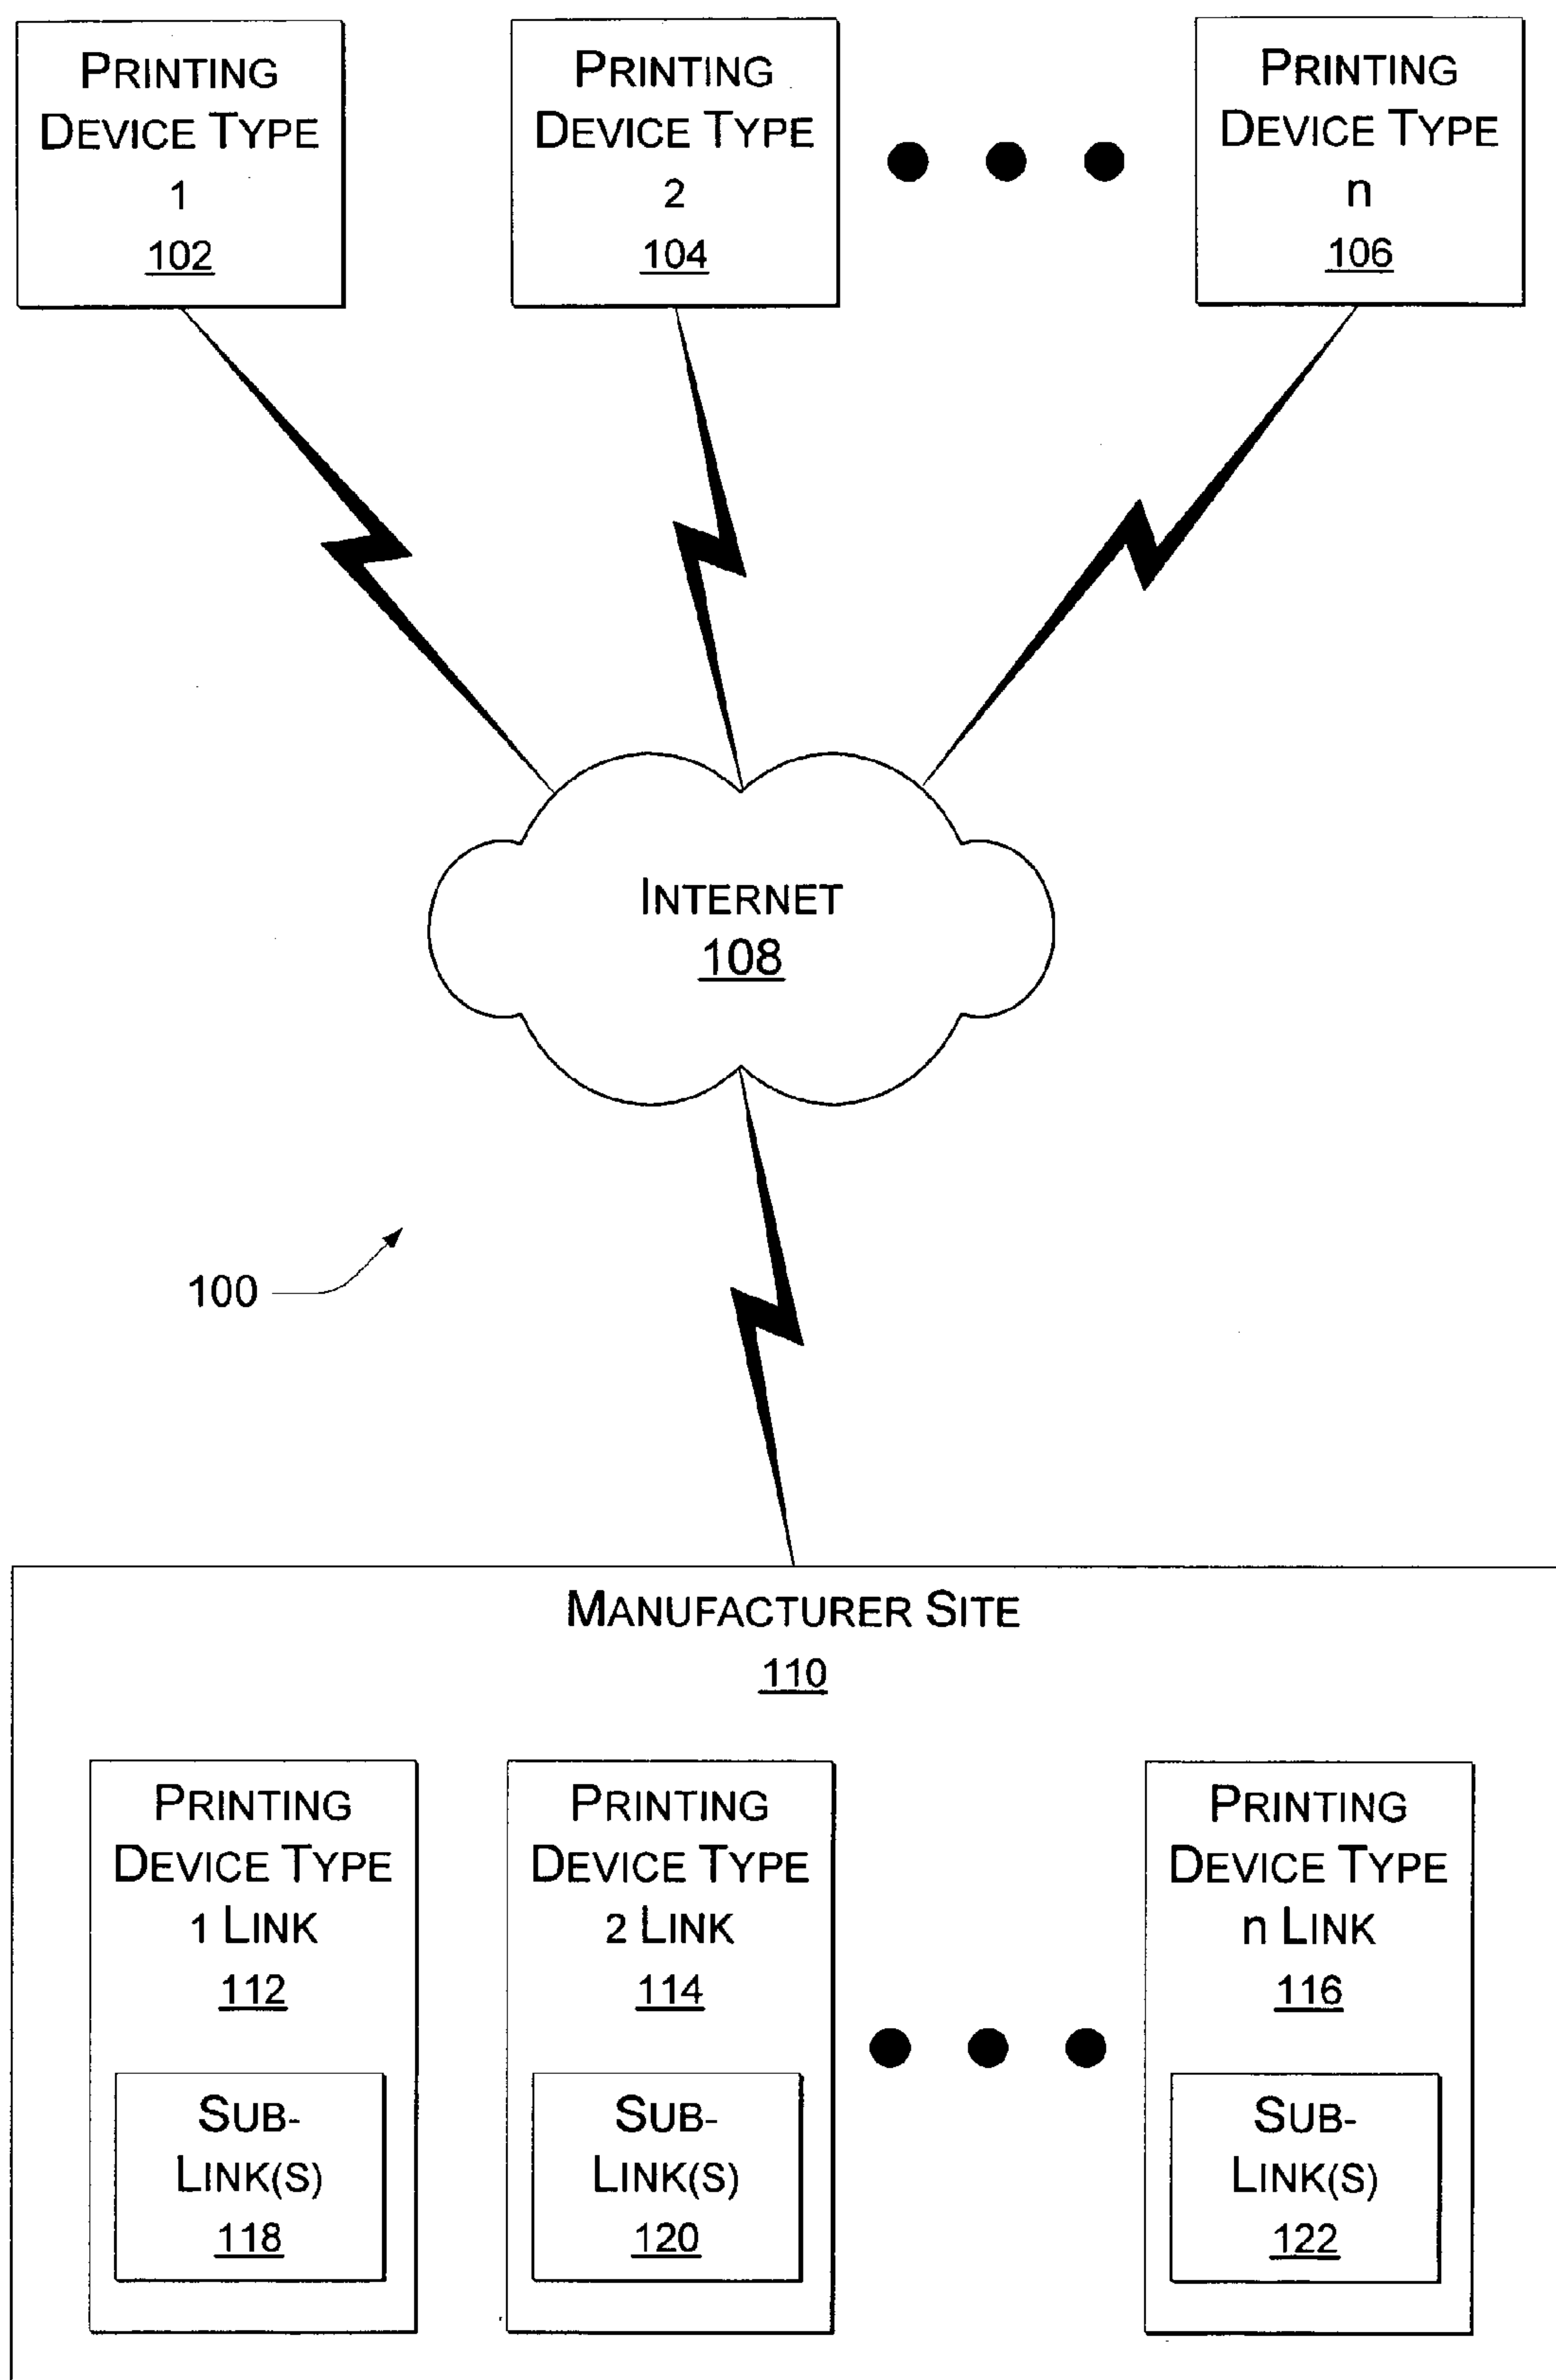 PRINTING
DEVICE TYPE
1
102
PRINTING
DEVICE TYPE
2
104
PRINTING
DEVICE TYPE
n
106
INTERNET
108
100
MANUFACTURER SITE
110
PRINTING
DEVICE TYPE
1 LINK
112
SUB-
LINK(S)
118
PRINTING
DEVICE TYPE
2 LINK
114
SUB-
LINK(S)
120
PRINTING
DEVICE TYPE
n LINK
116
SUB-
LINK(S)
122